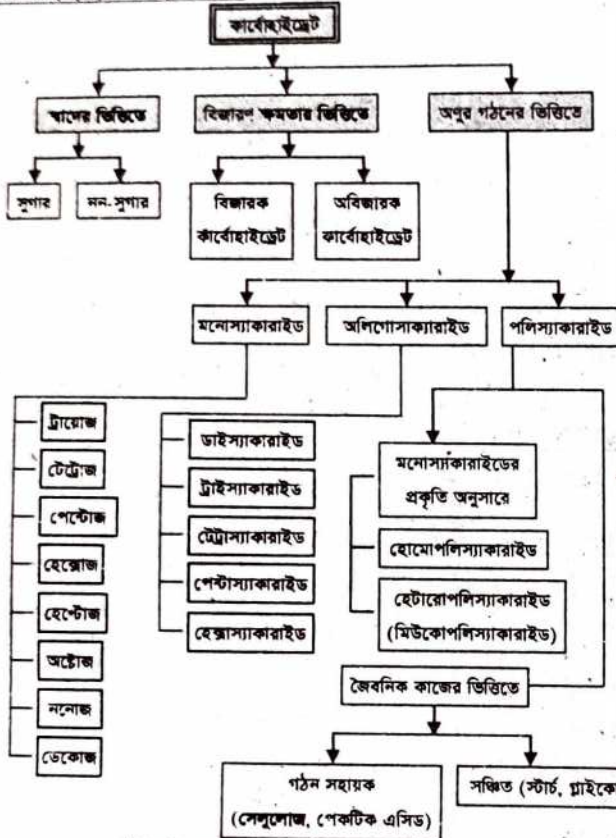 কার্বোহাইড্রেট
স্বাদের ভিত্তিতে
বিজারণ ক্ষমতার ভিত্তিতে
অণুর গঠনের ভিত্তিতে
সুগার
নন-সুগার
বিজারক
কার্বোহাইড্রেট
অবিজারক
কার্বোহাইড্রেট
মনোস্যাকারাইড
অলিগোস্যাকারাইড
পলিস্যাকারাইড
ট্রায়োজ
টেট্রোজ
পেন্টোজ
হেক্সোজ
হেপ্টোজ
অক্টোজ
ননোজ
ডেকোজ
ডাইস্যাকারাইড
ট্রাইস্যাকারাইড
টেট্রাস্যাকারাইড
পেন্টাস্যাকারাইড
হেক্সাস্যাকারাইড
মনোস্যাকারাইডের
প্রকৃতি অনুসারে
হোমোপলিস্যাকারাইড
হেটারোপলিস্যাকারাইড
(মিউকোপলিস্যাকারাইড)
জৈবনিক কাজের ভিত্তিতে
গঠন সহায়ক
(সেলুলোজ, পেকটিক এসিড)
সঞ্চিত (স্টার্চ,